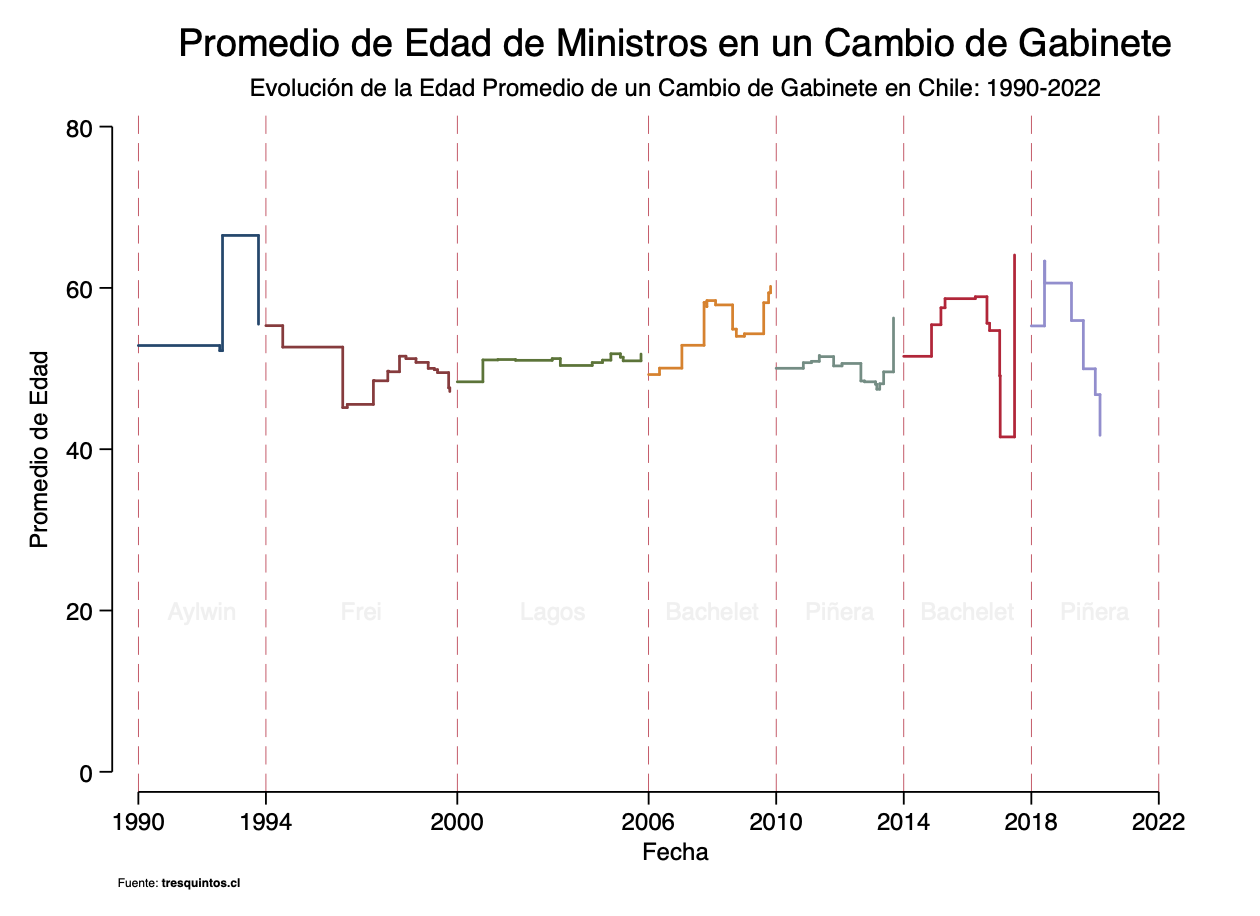 Promedio de Edad de Ministros en un Cambio de Gabinete
Evolución de la Edad Promedio de un Cambio de Gabinete en Chile: 1990-2022
80
60
40
20
0
Promedio de Edad
Aylwin Frei Lagos Bachelet Piñera Bachelet Piñera
1990 1994 2000 2006 2010 2014 2018 2022
Fecha
Fuente: tresquintos.cl